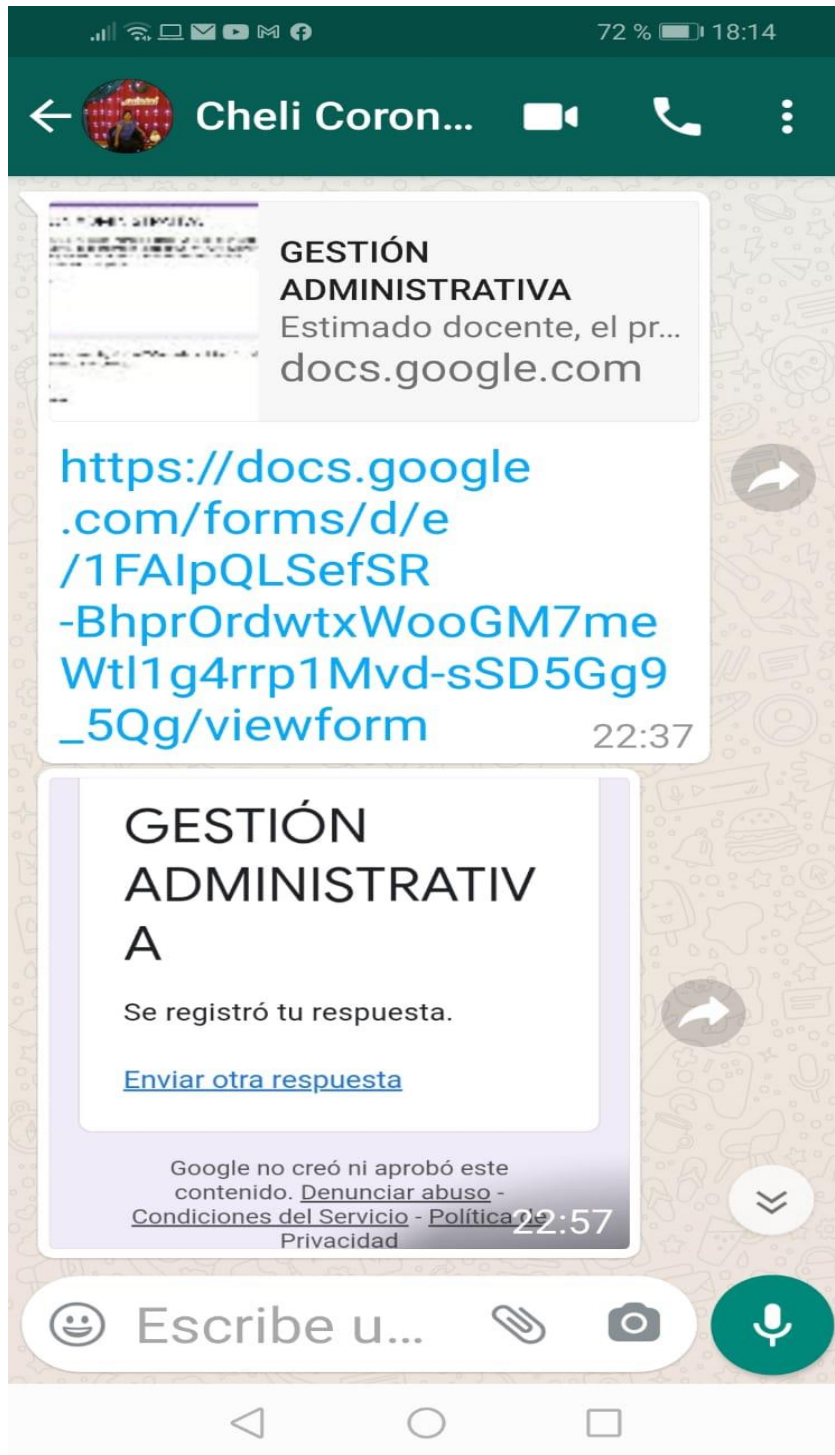 72 % 18:14
Cheli Coron...
GESTIÓN
ADMINISTRATIVA
Estimado docente, el pr...
docs.google.com
https://docs.google
.com/forms/d/e
/1FAIpQLSefSR
-BhprOrdwtxWooGM7me
Wtl1g4rrp1Mvd-sSD5Gg9
_5Qg/viewform
22:37
GESTIÓN
ADMINISTRATIV
A
Se registró tu respuesta.
Enviar otra respuesta
Google no creó ni aprobó este
contenido. Denunciar abuso -
Condiciones del Servicio - Política de
Privacidad
22:57
Escribe u...